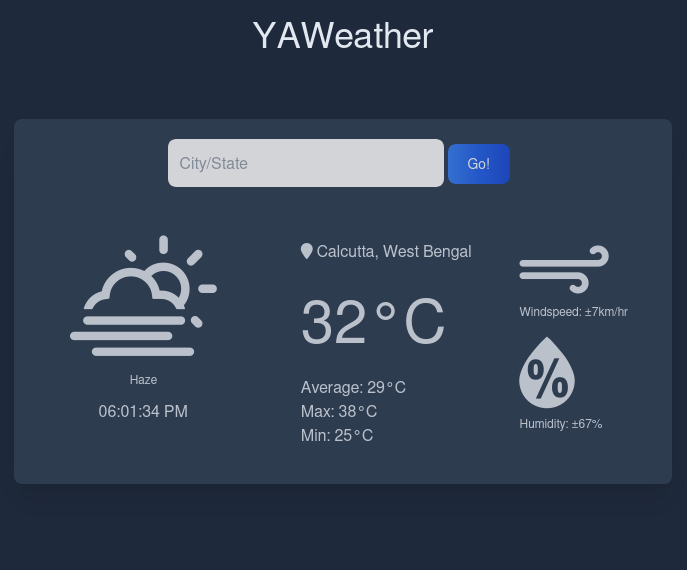 YAWeather
City/State
Go!
Calcutta, West Bengal
32°C
Average: 29°C
Max: 38°C
Min: 25°C
Haze
06:01:34 PM
Windspeed: ±7km/hr
%
Humidity: ±67%